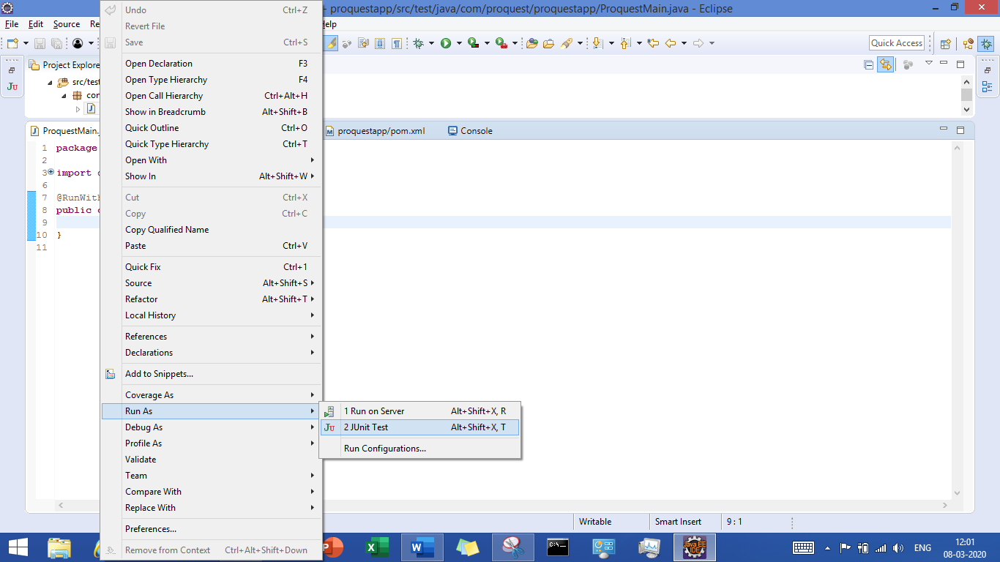 proquestapp/src/test/java/com/proquest/proquestapp/ProquestMain.java - Eclipse
File Edit Source
Quick Access
Project Explore
src/test
JU
ProquestMain.
proquestapp/pom.xml
Console
1 package
2
3 import
6
7 @RunWith
8 public
9
10 }
11
Undo Ctrl+Z
Revert File
Save Ctrl+S
Open Declaration F3
Open Type Hierarchy F4
Open Call Hierarchy Ctrl+Alt+H
Show in Breadcrumb Alt+Shift+B
Quick Outline Ctrl+O
Quick Type Hierarchy Ctrl+T
Open With
Show In Alt+Shift+W
Cut Ctrl+X
Copy Ctrl+C
Copy Qualified Name
Paste Ctrl+V
Quick Fix Ctrl+1
Source Alt+Shift+S
Refactor Alt+Shift+T
Local History
References
Declarations
Add to Snippets...
Coverage As
Run As
Debug As
Profile As
Validate
Team
Compare With
Replace With
Preferences...
Remove from Context Ctrl+Alt+Shift+Down
1 Run on Server Alt+Shift+X, R
JU 2 JUnit Test Alt+Shift+X, T
Run Configurations...
Writable Smart Insert 9 : 1
Java EE
IDE
ENG
12:01
08-03-2020